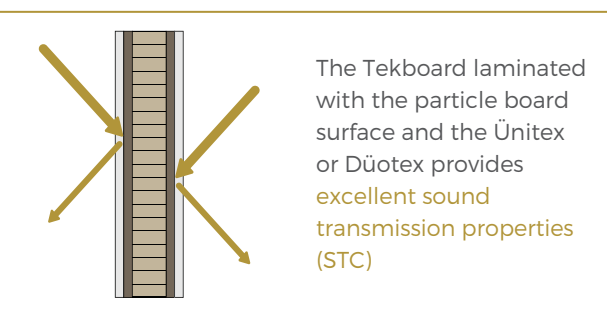 The Tekboard laminated
with the particle board
surface and the Ünitex
or Düotex provides
excellent sound
transmission properties
(STC)